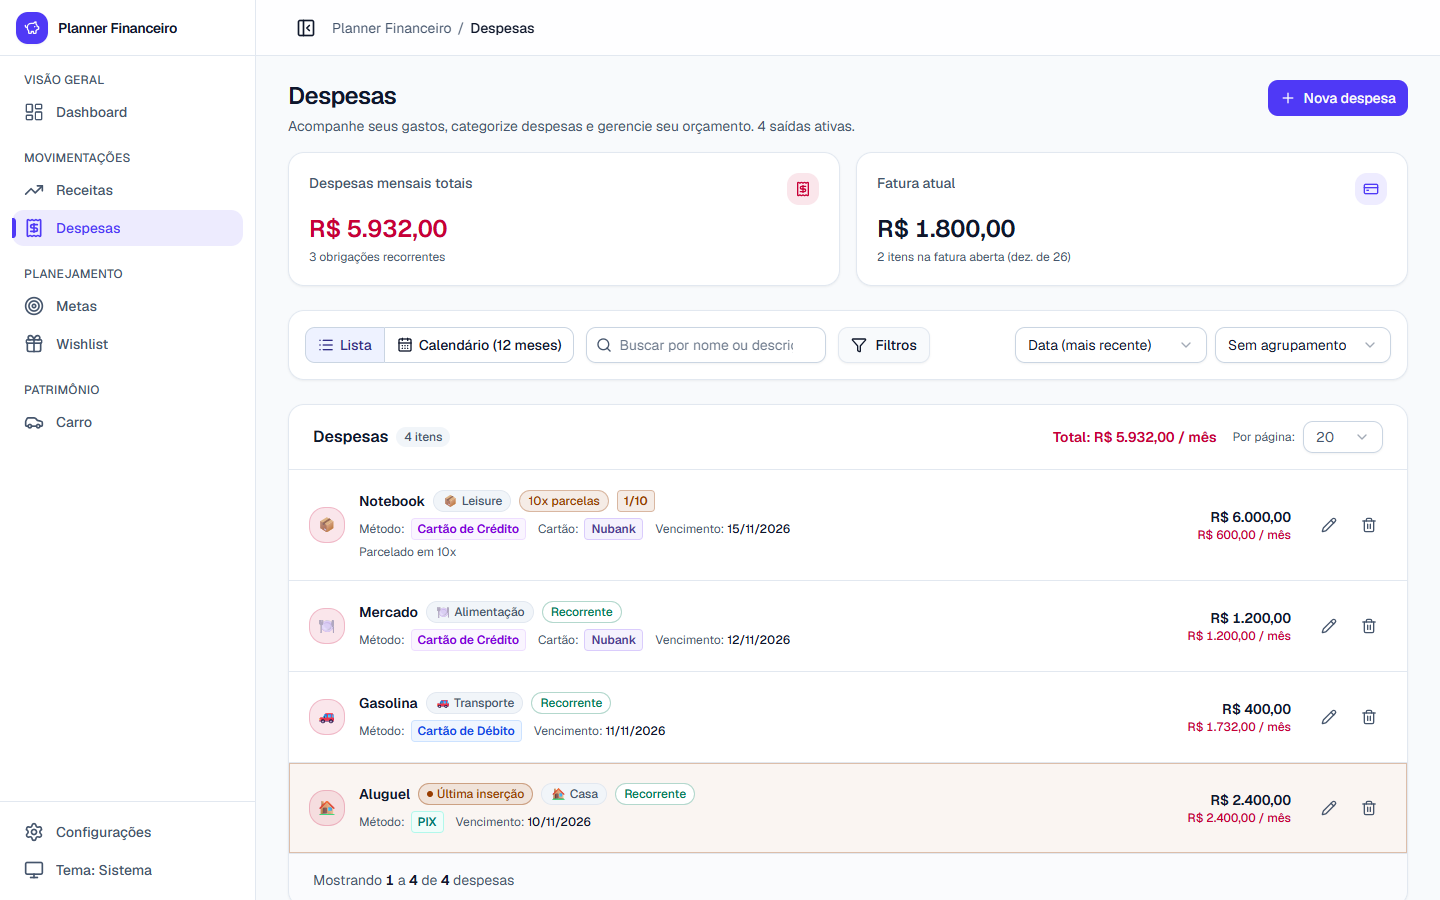 Planner Financeiro
VISÃO GERAL
Dashboard
MOVIMENTAÇÕES
Receitas
Despesas
PLANEJAMENTO
Metas
Wishlist
PATRIMÔNIO
Carro
Configurações
Tema: Sistema
Planner Financeiro / Despesas
Despesas
Acompanhe seus gastos, categorize despesas e gerencie seu orçamento. 4 saídas ativas.
Nova despesa
Despesas mensais totais
R$ 5.932,00
3 obrigações recorrentes
Fatura atual
R$ 1.800,00
2 itens na fatura aberta (dez. de 26)
Lista
Calendário (12 meses)
Buscar por nome ou descri
Filtros
Data (mais recente)
Sem agrupamento
Despesas 4 itens
Total: R$ 5.932,00 / mês
Por página: 20
Notebook Leisure 10x parcelas 1/10
Método: Cartão de Crédito Cartão: Nubank Vencimento: 15/11/2026
Parcelado em 10x
R$ 6.000,00
R$ 600,00 / mês
Mercado Alimentação Recorrente
Método: Cartão de Crédito Cartão: Nubank Vencimento: 12/11/2026
R$ 1.200,00
R$ 1.200,00 / mês
Gasolina Transporte Recorrente
Método: Cartão de Débito Vencimento: 11/11/2026
R$ 400,00
R$ 1.732,00 / mês
Aluguel Última inserção Casa Recorrente
Método: PIX Vencimento: 10/11/2026
R$ 2.400,00
R$ 2.400,00 / mês
Mostrando 1 a 4 de 4 despesas